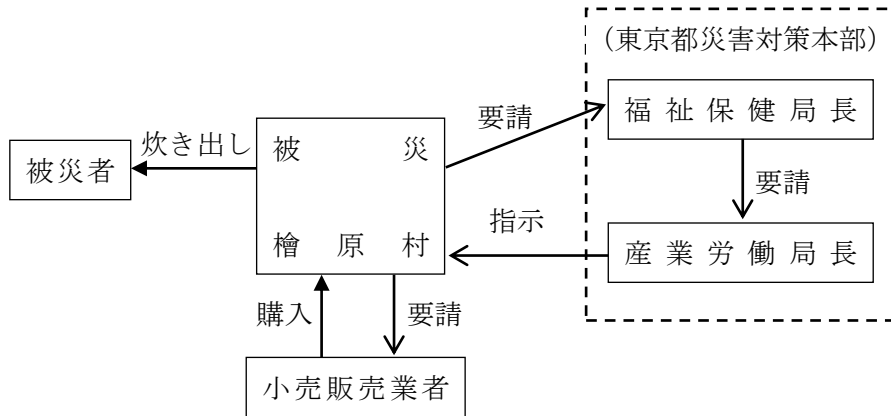 （東京都災害対策本部）
福祉保健局長
要請
炊き出し
被災
被災者
要請
指示
檜原村
産業労働局長
購入
要請
小売販売業者